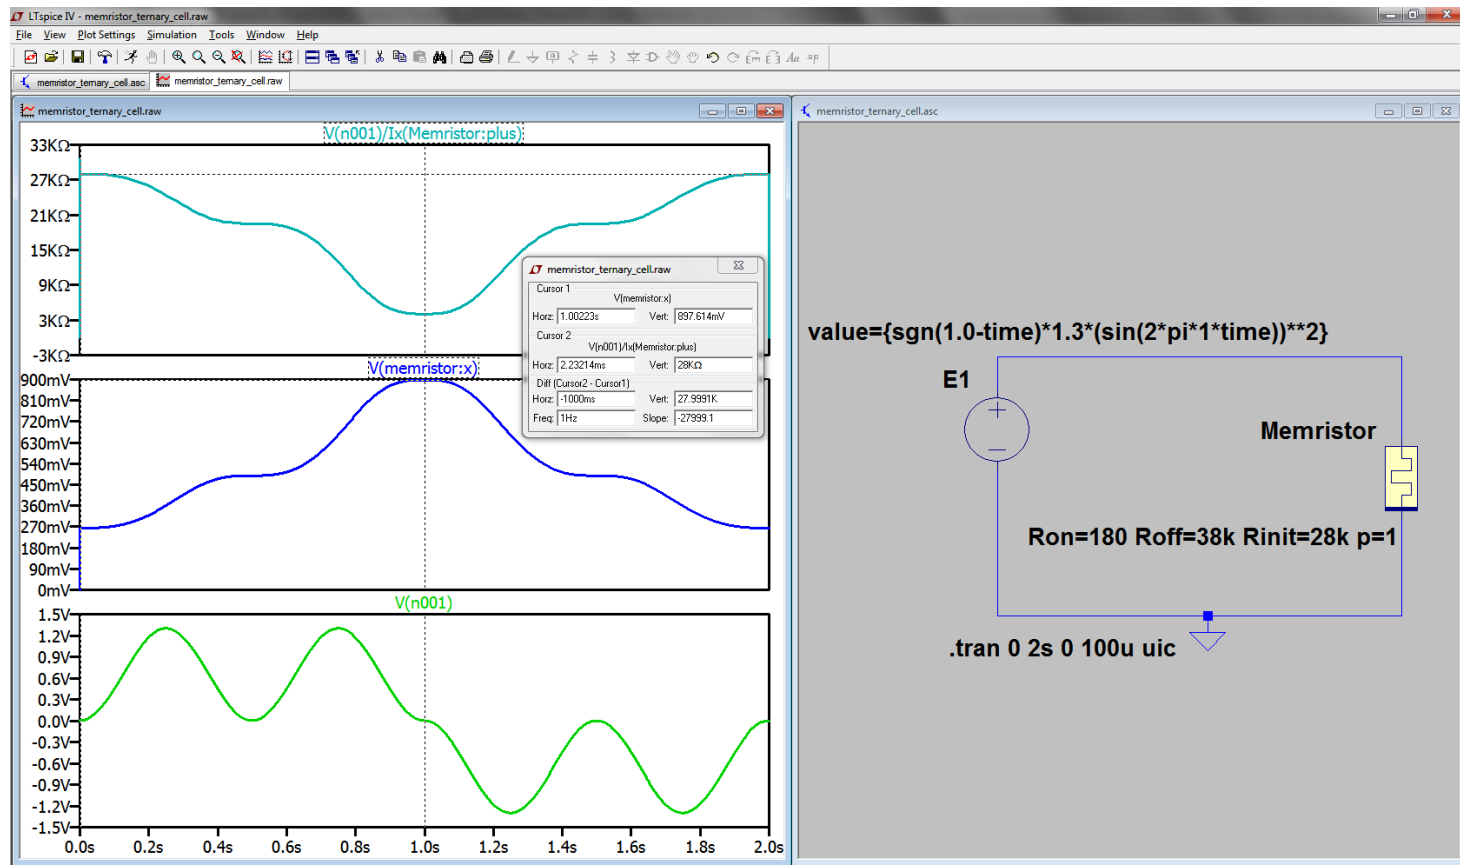 LTspice IV - memristor_ternary_cell.raw
File View Plot Settings Simulation Tools Window Help
memristor_ternary_cell.asc memristor_ternary_cell.raw
memristor_ternary_cell.raw
V(n001)/Ix(Memristor:plus)
33KΩ
27KΩ
21KΩ
15KΩ
9KΩ
3KΩ
-3KΩ
V(memristor:x)
900mV
810mV
720mV
630mV
540mV
450mV
360mV
270mV
180mV
90mV
0mV
V(n001)
1.5V
1.2V
0.9V
0.6V
0.3V
0.0V
-0.3V
-0.6V
-0.9V
-1.2V
-1.5V
0.0s 0.2s 0.4s 0.6s 0.8s 1.0s 1.2s 1.4s 1.6s 1.8s 2.0s
memristor_ternary_cell.raw
Cursor 1
V(memristor:x)
Horz: 1.00223s Vert: 897.614mV
Cursor 2
V(n001)/Ix(Memristor:plus)
Horz: 2.23214ms Vert: 28KΩ
Diff (Cursor2 - Cursor1)
Horz: -1000ms Vert: 27.9991K
Freq: 1Hz Slope: -27999.1
memristor_ternary_cell.asc
value={sgn(1.0-time)*1.3*(sin(2*pi*1*time))**2}
E1
Memristor
Ron=180 Roff=38k Rinit=28k p=1
.tran 0 2s 0 100u uic